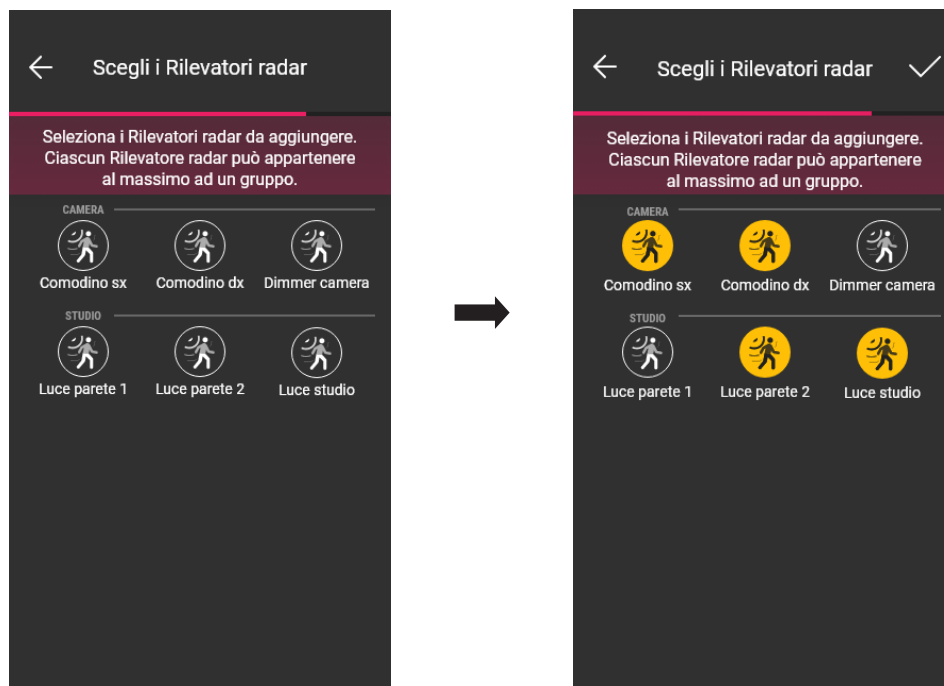 Scegli i Rilevatori radar
Seleziona i Rilevatori radar da aggiungere.
Ciascun Rilevatore radar può appartenere
al massimo ad un gruppo.
CAMERA
Comodino sx Comodino dx Dimmer camera
STUDIO
Luce parete 1 Luce parete 2 Luce studio
Scegli i Rilevatori radar
Seleziona i Rilevatori radar da aggiungere.
Ciascun Rilevatore radar può appartenere
al massimo ad un gruppo.
CAMERA
Comodino sx Comodino dx Dimmer camera
STUDIO
Luce parete 1 Luce parete 2 Luce studio